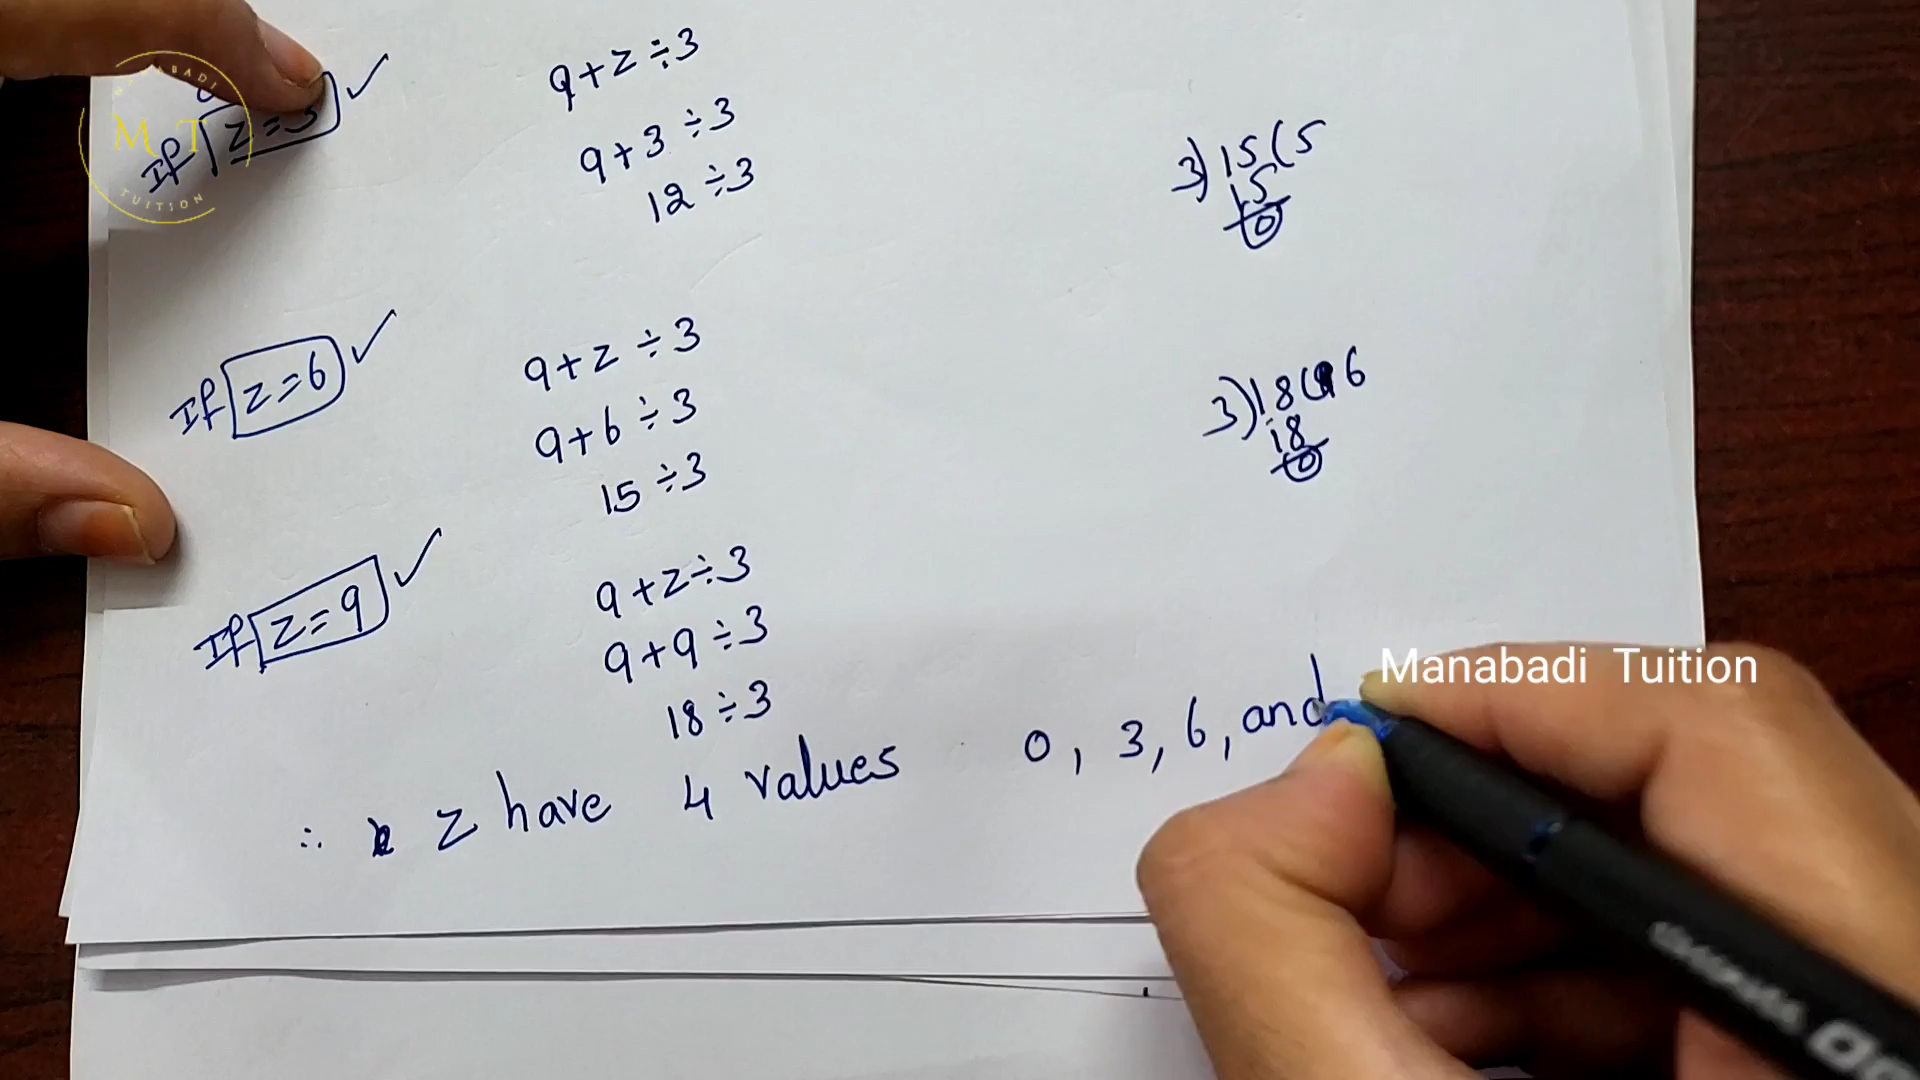 9+z÷3
If z=3 ✓
9+3÷3
12÷3
3) 15 ( 5
15
0
If z=6 ✓
9+z÷3
9+6÷3
15÷3
3) 18 ( 6
18
0
If z=9 ✓
9+z÷3
9+9÷3
18÷3
∴ z have 4 values 0, 3, 6, and
Manabadi Tuition
M T
TUITION